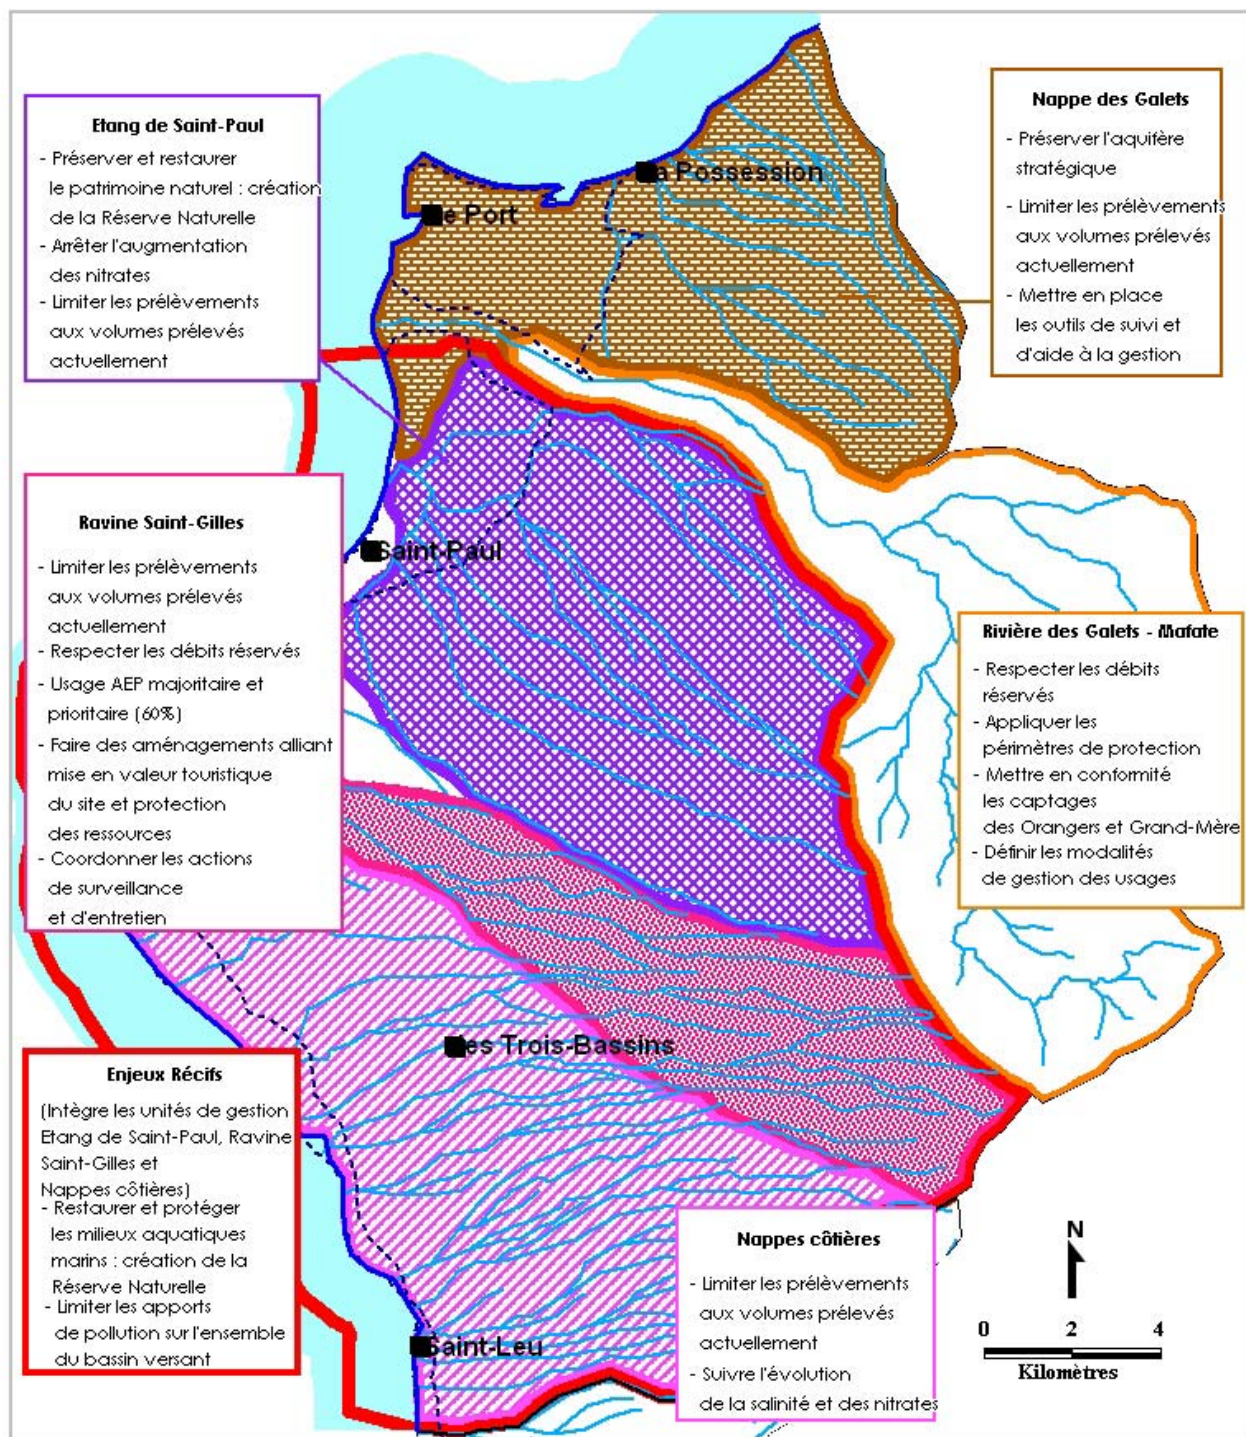 Etang de Saint-Paul
- Préserver et restaurer
le patrimoine naturel : création
de la Réserve Naturelle
- Arrêter l'augmentation
des nitrates
- Limiter les prélèvements
aux volumes prélevés
actuellement
Nappe des Galets
- Préserver l'aquifère
stratégique
- Limiter les prélèvements
aux volumes prélevés
actuellement
- Mettre en place
les outils de suivi et
d'aide à la gestion
a Possession
e Port
Ravine Saint-Gilles
- Limiter les prélèvements
aux volumes prélevés
actuellement
- Respecter les débits réservés
- Usage AEP majoritaire et
prioritaire (60%)
- Faire des aménagements alliant
mise en valeur touristique
du site et protection
des ressources
- Coordonner les actions
de surveillance
et d'entretien
Saint-Paul
Rivière des Galets - Mafate
- Respecter les débits
réservés
- Appliquer les
périmètres de protection
- Mettre en conformité
les captages
des Orangers et Grand-Mère
- Définir les modalités
de gestion des usages
es Trois-Bassins
Enjeux Récifs
(Intègre les unités de gestion
Etang de Saint-Paul, Ravine
Saint-Gilles et
Nappes côtières)
- Restaurer et protéger
les milieux aquatiques
marins : création de la
Réserve Naturelle
- Limiter les apports
de pollution sur l'ensemble
du bassin versant
Saint-Leu
Nappes côtières
- Limiter les prélèvements
aux volumes prélevés
actuellement
- Suivre l'évolution
de la salinité et des nitrates
N
0 2 4
Kilomètres